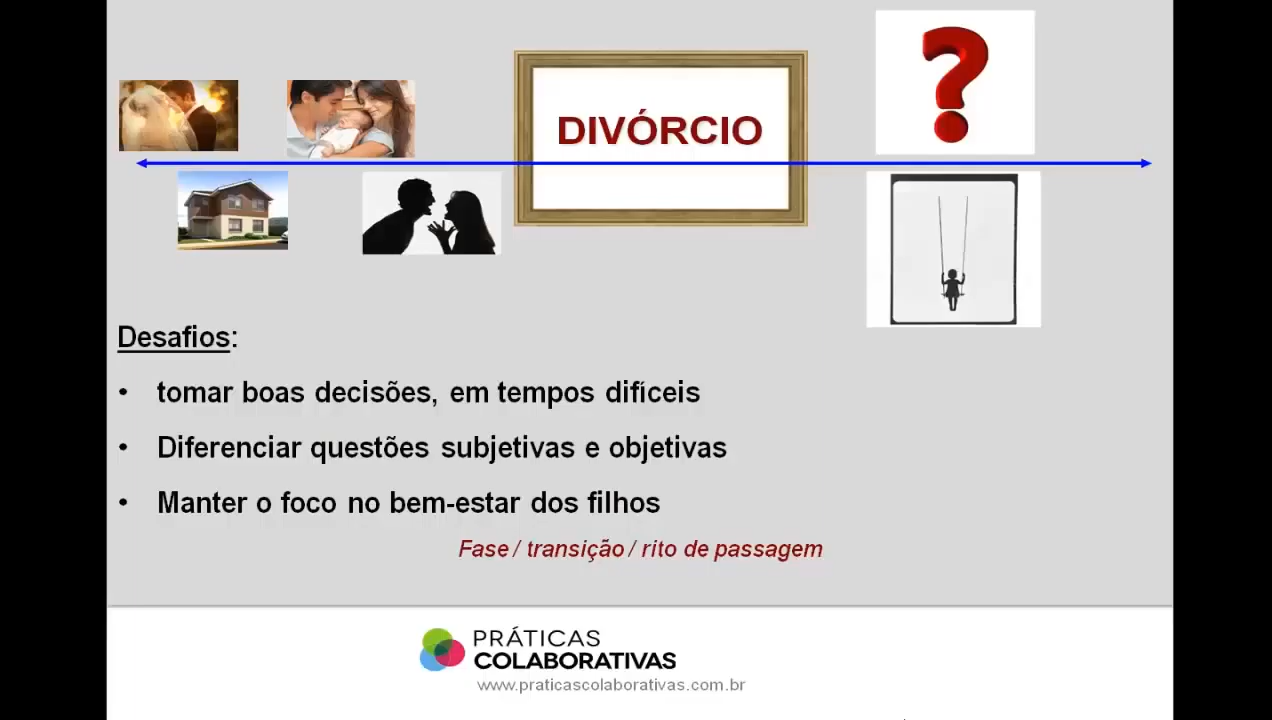 DIVÓRCIO
Desafios:
• tomar boas decisões, em tempos difíceis
• Diferenciar questões subjetivas e objetivas
• Manter o foco no bem-estar dos filhos
Fase / transição / rito de passagem
PRÁTICAS
COLABORATIVAS
www.praticascolaborativas.com.br